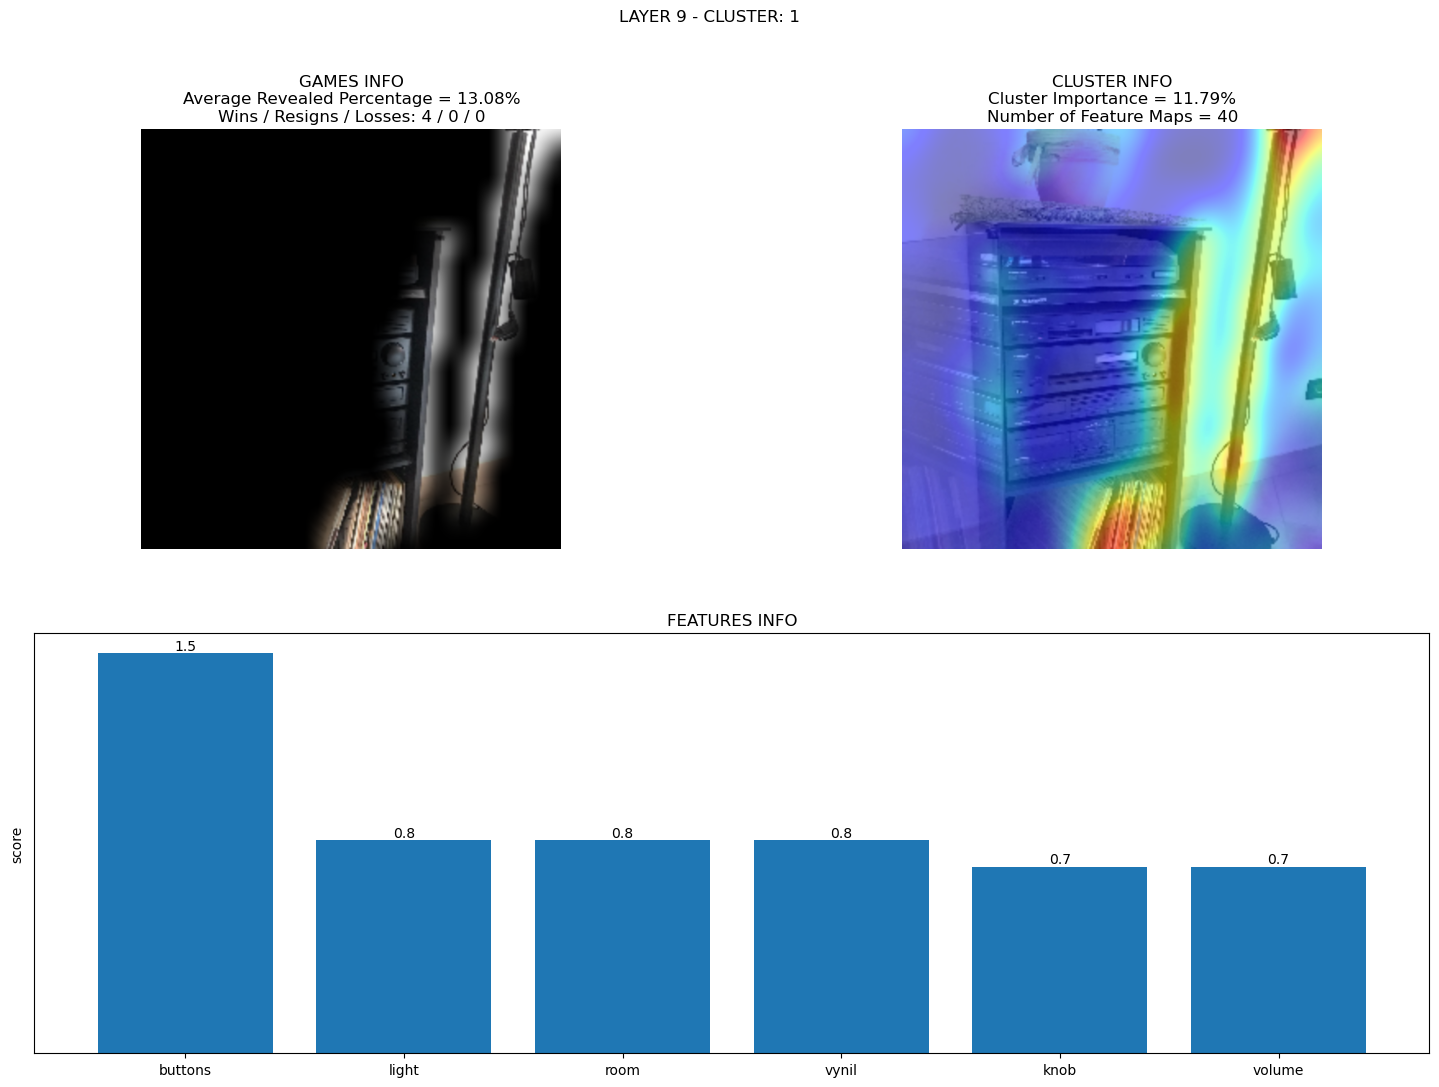 LAYER 9 - CLUSTER: 1
GAMES INFO
Average Revealed Percentage = 13.08%
Wins / Resigns / Losses: 4 / 0 / 0
CLUSTER INFO
Cluster Importance = 11.79%
Number of Feature Maps = 40
FEATURES INFO
score
1.5
0.8
0.8
0.8
0.7
0.7
buttons
light
room
vynil
knob
volume